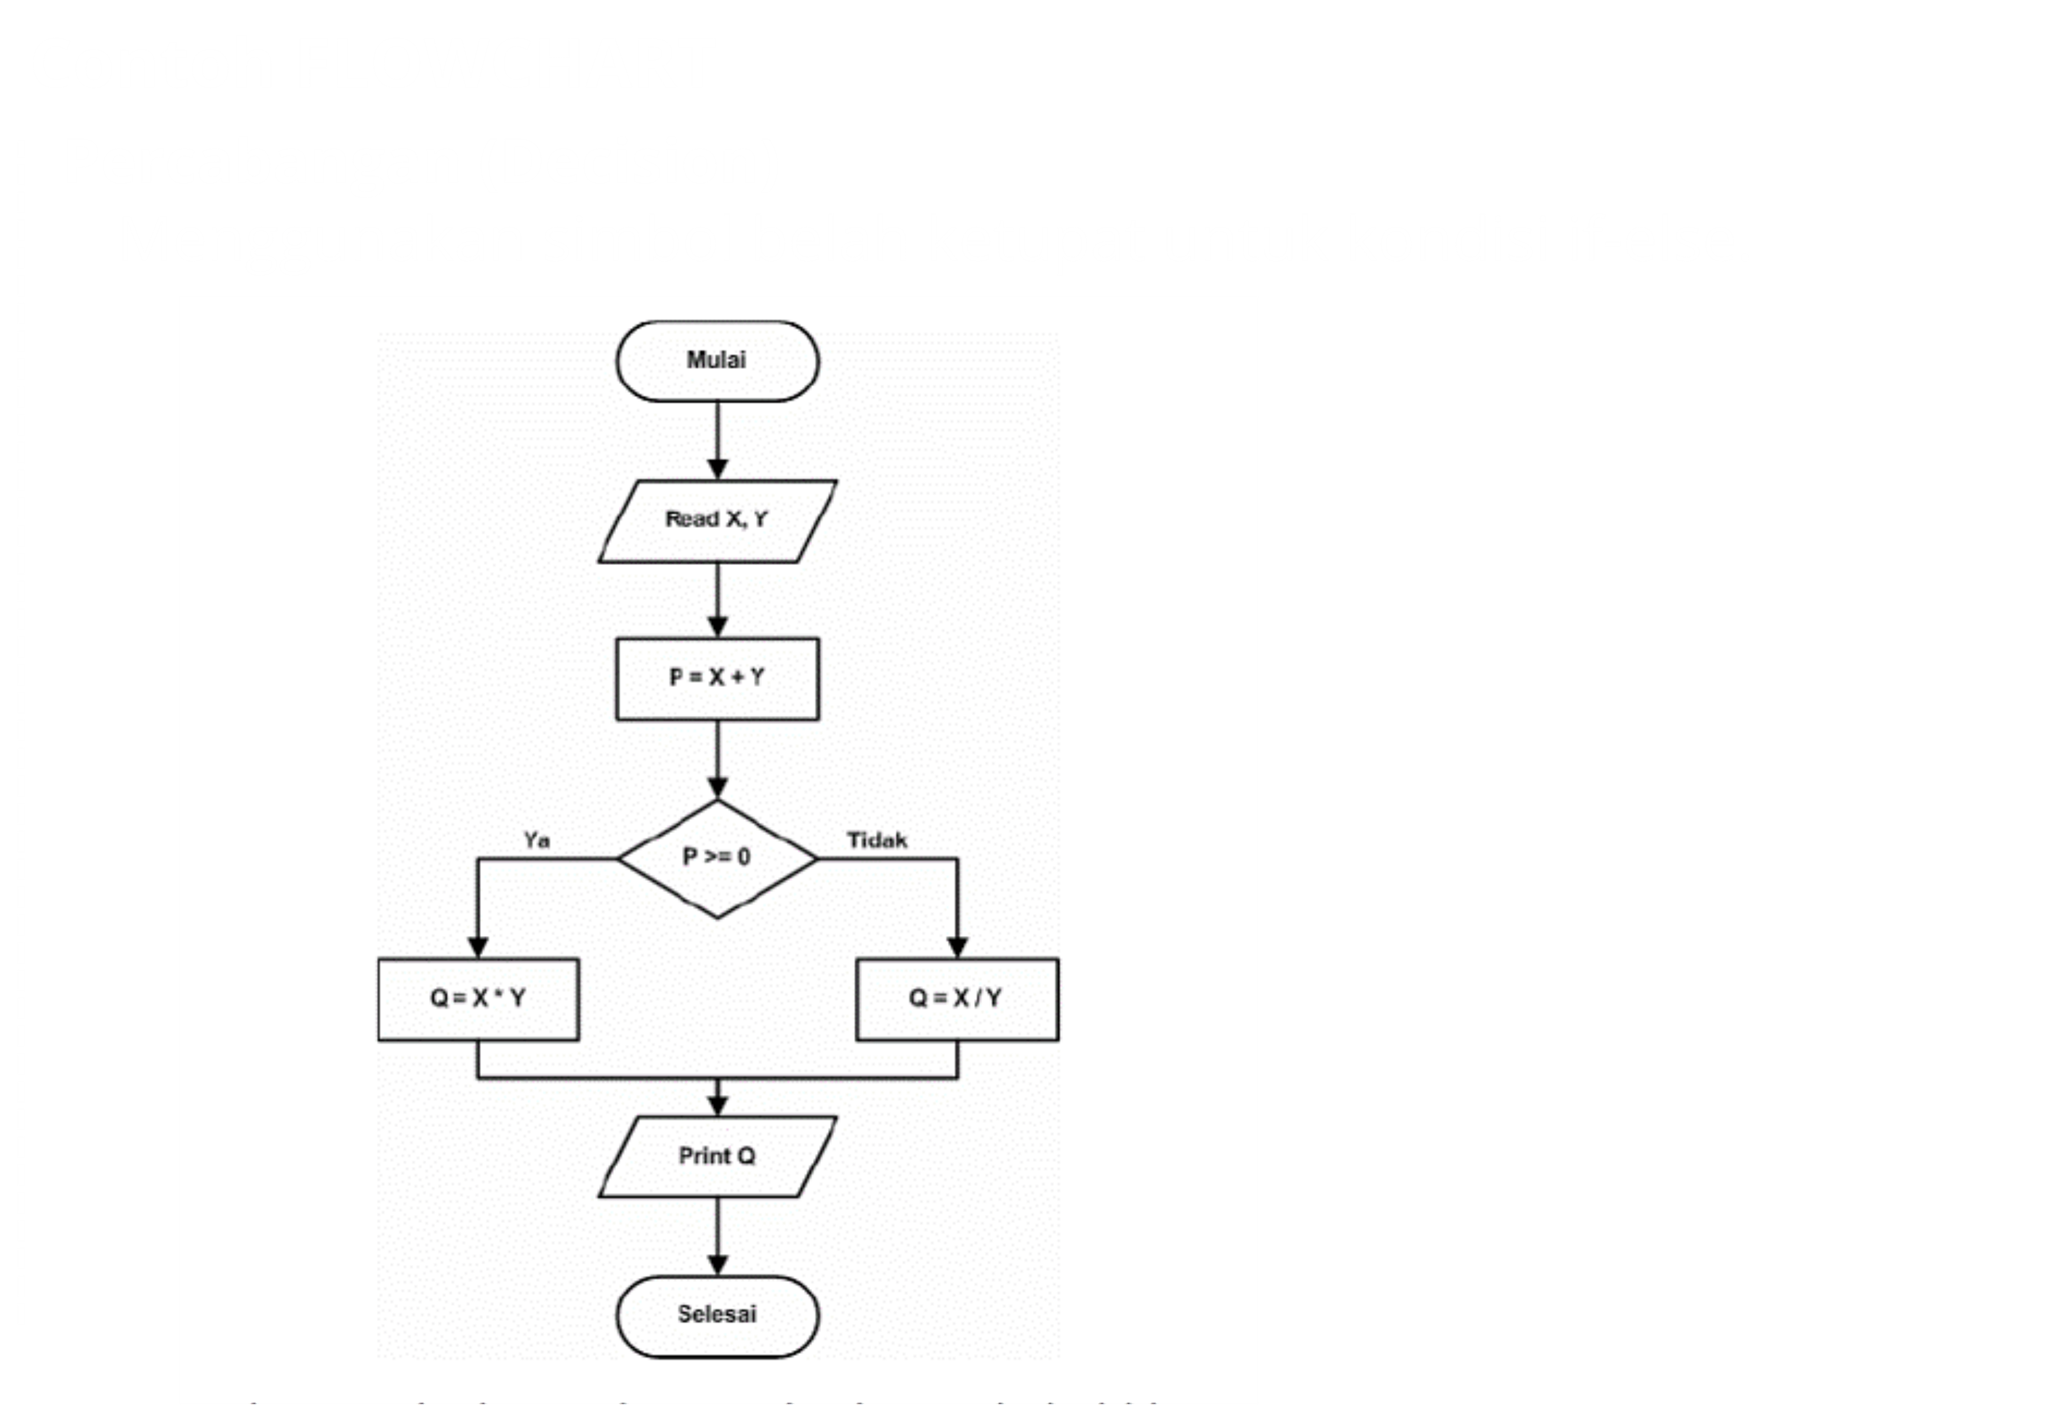 Mulai
Read X, Y
P = X + Y
Ya
Tidak
P >= 0
Q = X * Y
Q = X / Y
Print Q
Selesai